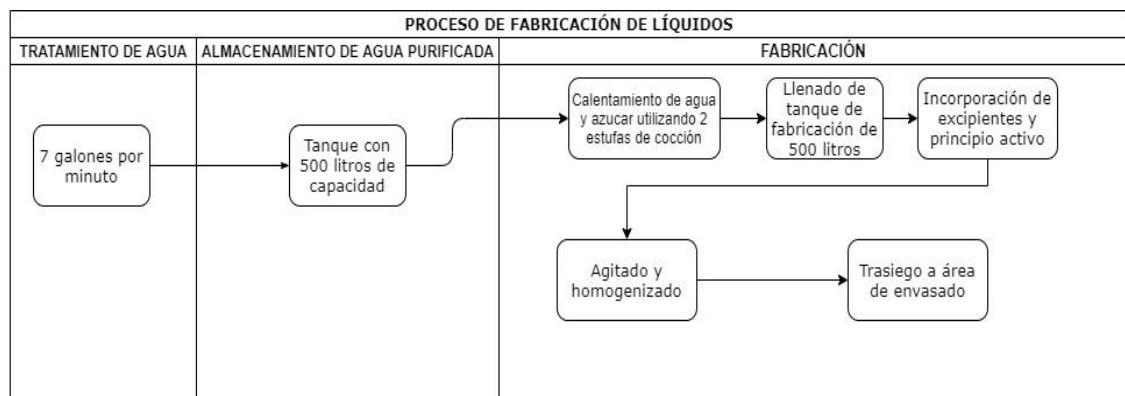 PROCESO DE FABRICACIÓN DE LÍQUIDOS
TRATAMIENTO DE AGUA
ALMACENAMIENTO DE AGUA PURIFICADA
FABRICACIÓN
7 galones por
minuto
Tanque con
500 litros de
capacidad
Calentamiento de agua
y azucar utilizando 2
estufas de cocción
Llenado de
tanque de
fabricación de
500 litros
Incorporación de
excipientes y
principio activo
Agitado y
homogenizado
Trasiego a área
de envasado